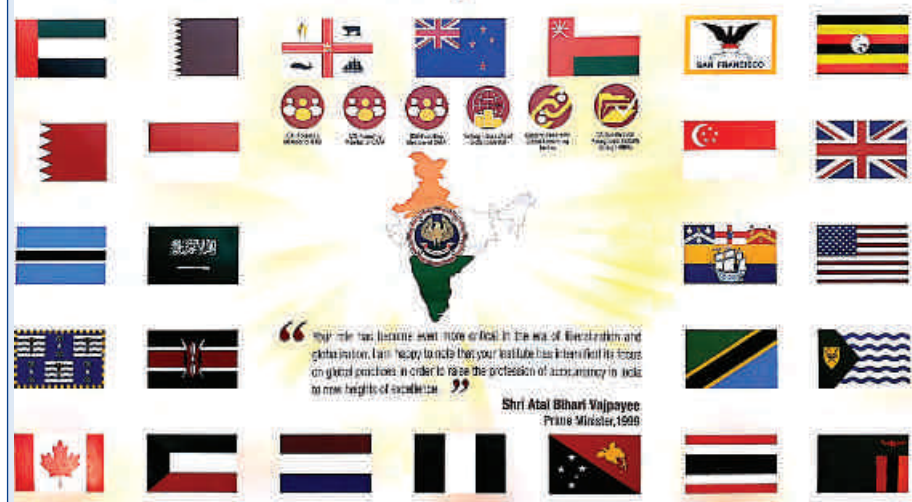 SAN FRANCISCO
“ Your role has become even more critical in the era of liberalization and
globalisation. I am happy to note that your institute has intensified its focus
on global practices in order to raise the profession of accountancy in India
to new heights of excellence ”
Shri Atal Bihari Vajpayee
Prime Minister,1999